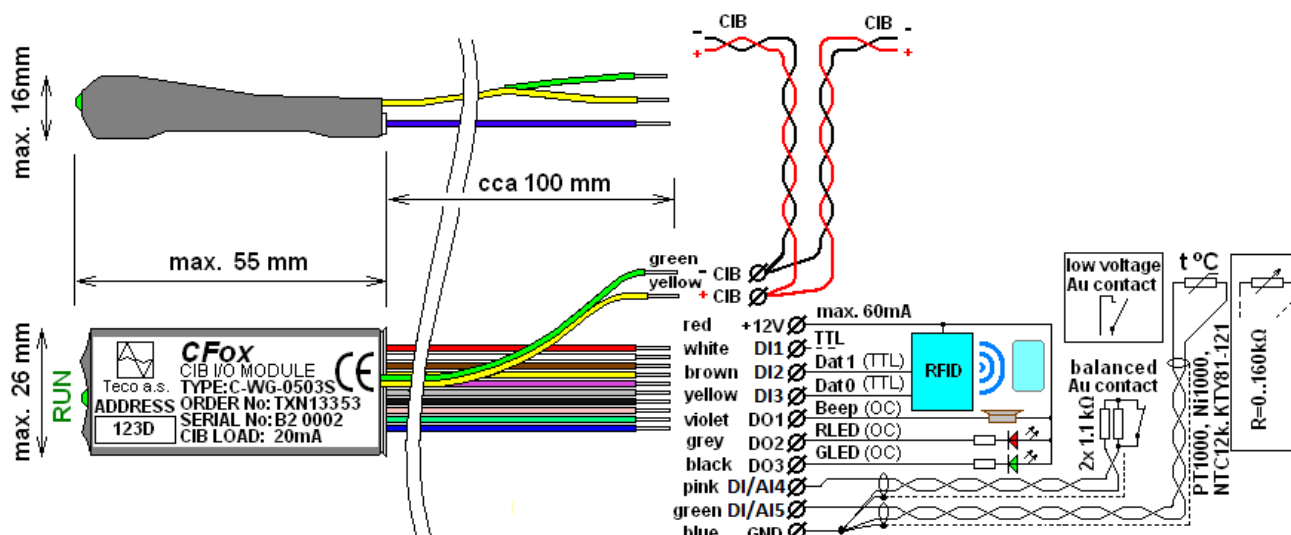 CIB
CIB
-
-
+
+
max. 16mm
cca 100 mm
max. 55 mm
green
- CIB
yellow
+ CIB
max. 26 mm
RUN
Teco a.s.
ADDRESS
123D
CFox
CIB I/O MODULE
TYPE:C-WG-0503S
ORDER No: TXN13353
SERIAL No: B2 0002
CIB LOAD: 20mA
CE
red +12V max. 60mA
white DI1 TTL
brown DI2 Dat1 (TTL)
yellow DI3 Dat0 (TTL)
violet DO1 Beep (OC)
grey DO2 RLED (OC)
black DO3 GLED (OC)
pink DI/AI4
green DI/AI5
blue GND
RFID
low voltage
Au contact
balanced
Au contact
2x 1.1kΩ
t ºC
PT1000, Ni1000,
NTC12k,KTY81-121
R=0..160kΩ